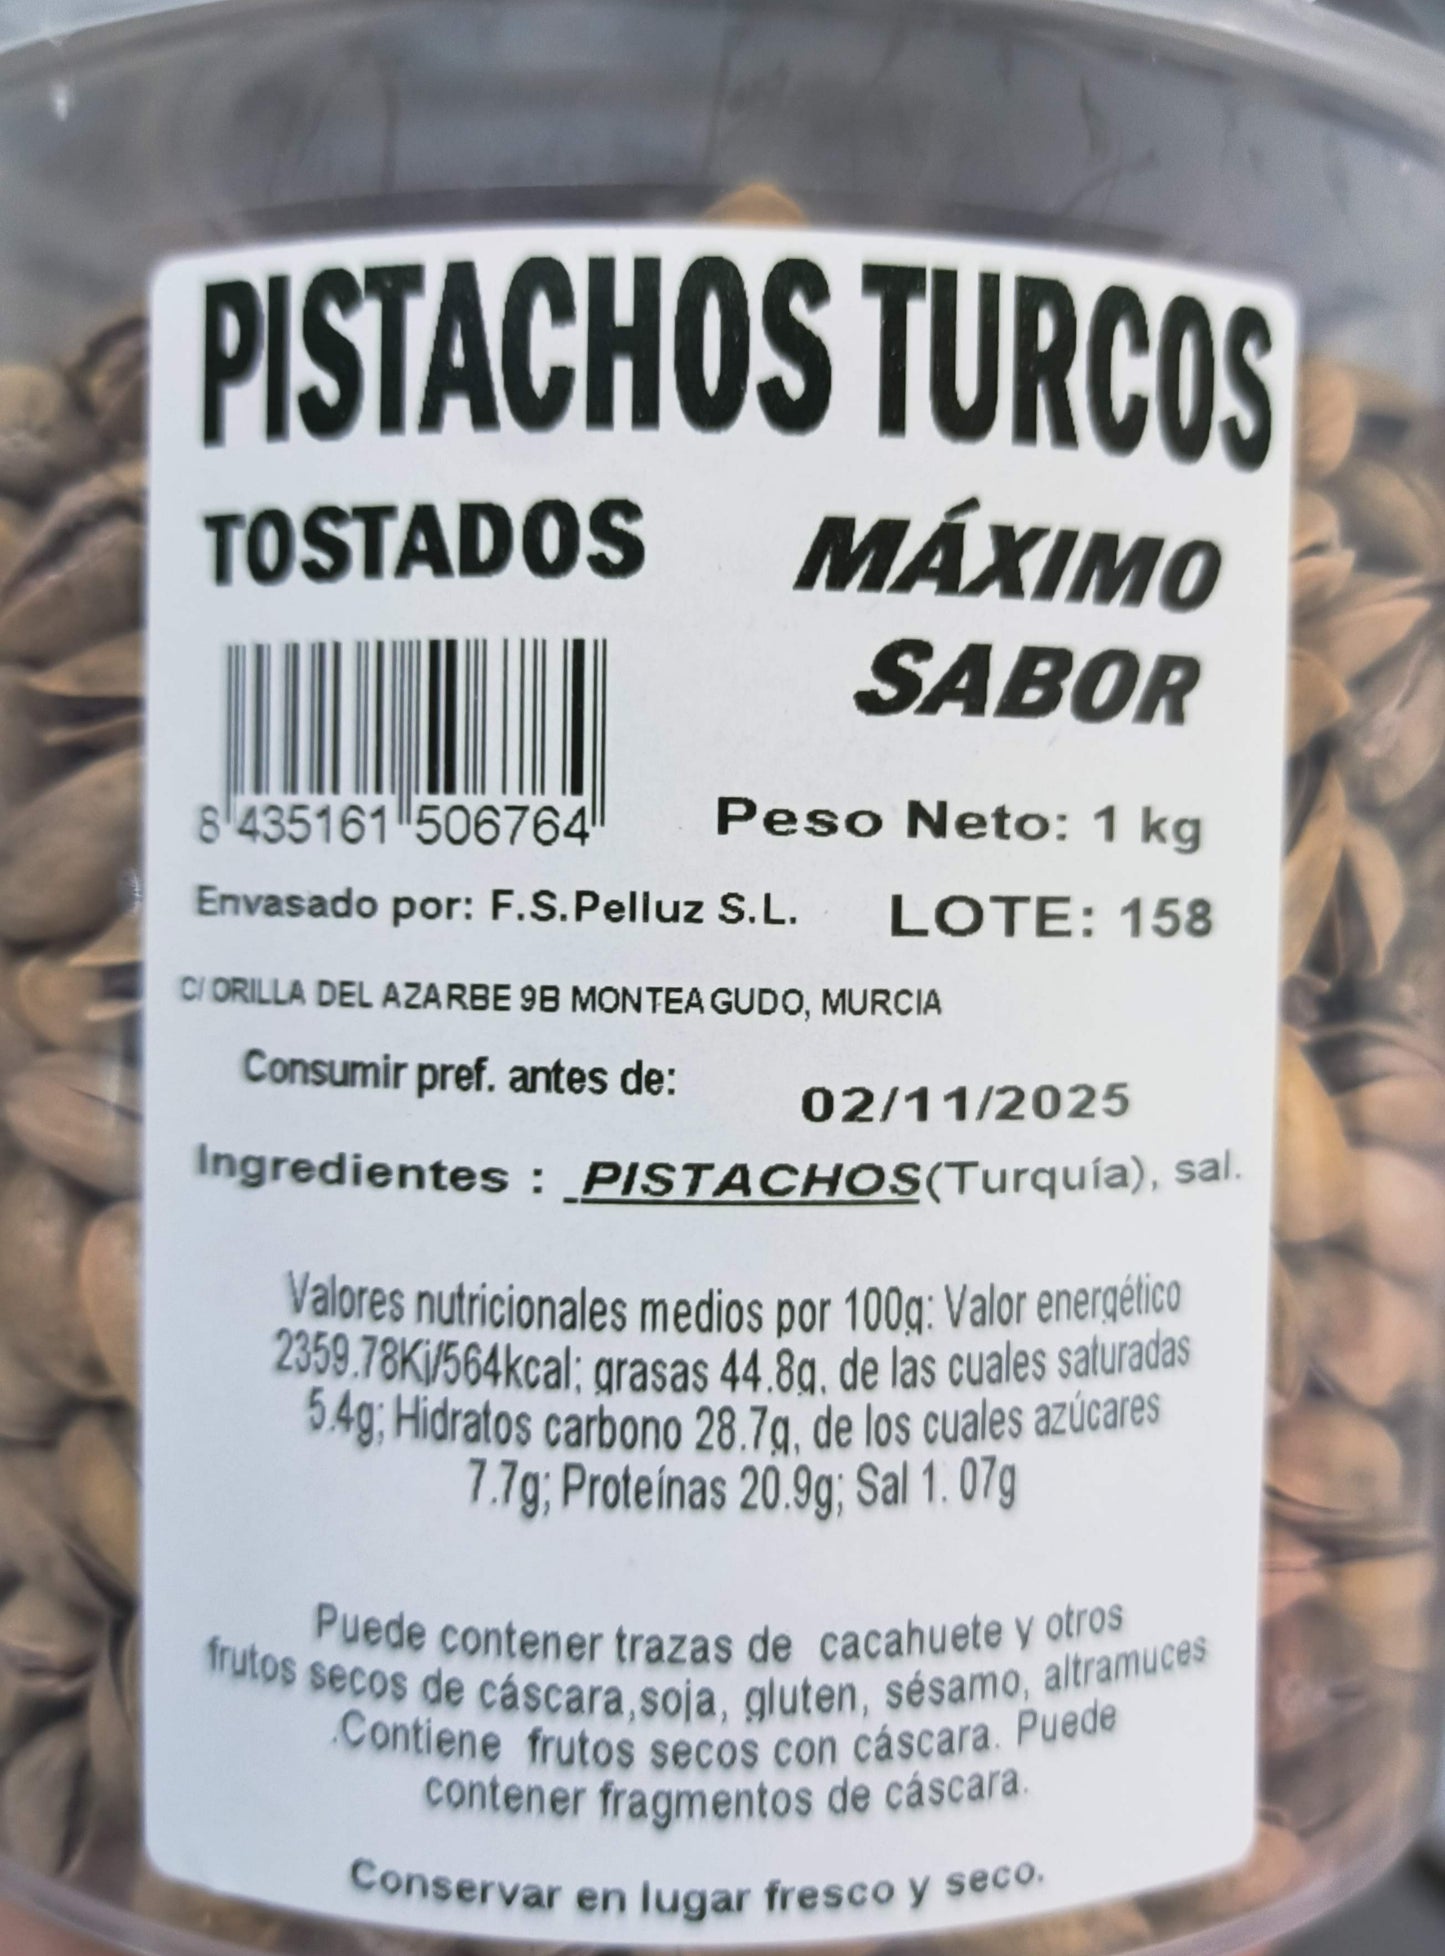 PISTACHOS TURCOS
TOSTADOS
MÁXIMO
SABOR
8 435161 506764
Peso Neto: 1 kg
Envasado por: F.S.Pelluz S.L.
LOTE: 158
C/ ORILLA DEL AZARBE 9B MONTEAGUDO, MURCIA
Consumir pref. antes de:
02/11/2025
Ingredientes : PISTACHOS(Turquía), sal.
Valores nutricionales medios por 100g: Valor energético
2359.78Kj/564kcal; grasas 44.8g, de las cuales saturadas
5.4g; Hidratos carbono 28.7g, de los cuales azúcares
7.7g; Proteínas 20.9g; Sal 1. 07g
Puede contener trazas de cacahuete y otros
frutos secos de cáscara,soja, gluten, sésamo, altramuces
.Contiene frutos secos con cáscara. Puede
contener fragmentos de cáscara.
Conservar en lugar fresco y seco.